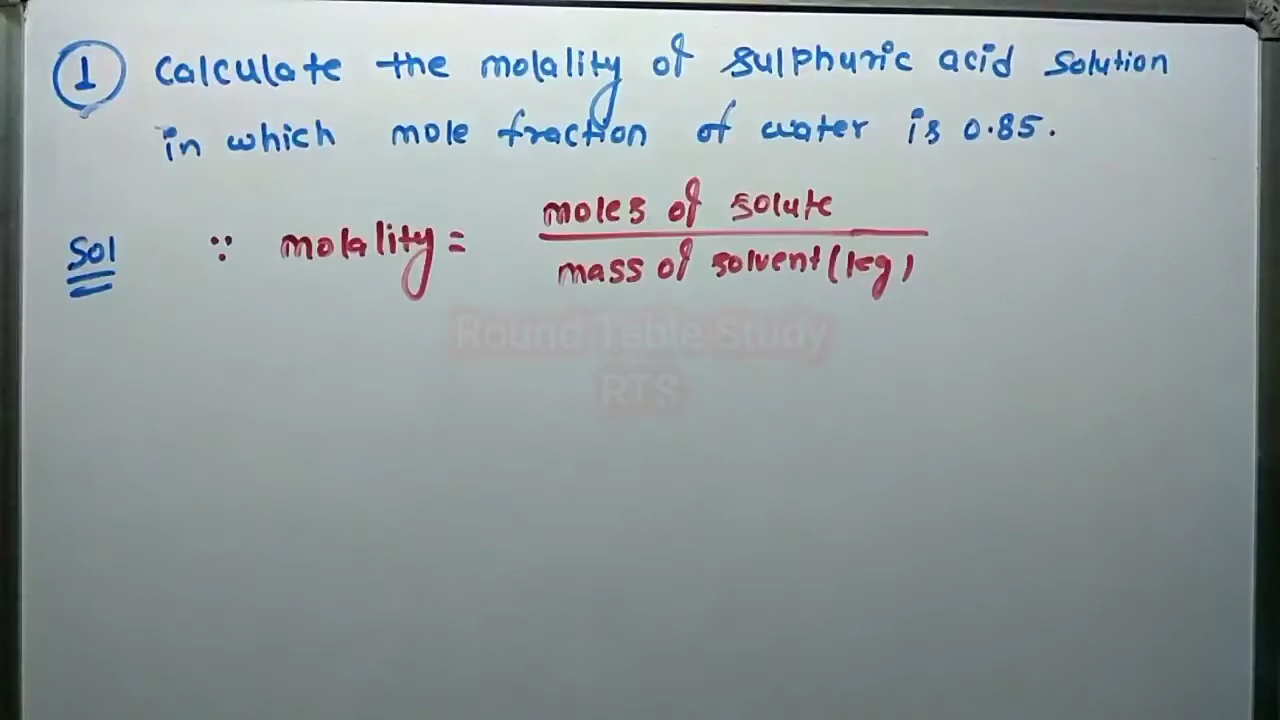 1 Calculate the molality of sulphuric acid solution
in which mole fraction of water is 0.85.
Sol ∵ molality = moles of solute
mass of solvent (kg)
Round Table Study
RTS